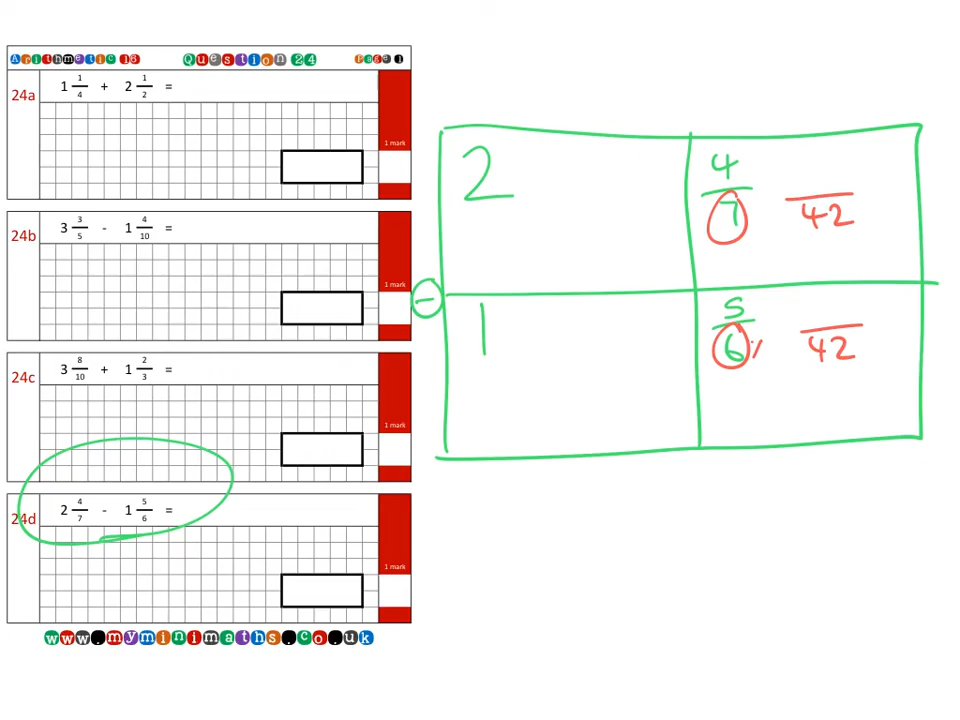 Arithmetic 18 Question 24 Page 1
24a 1 1/4 + 2 1/2 =
1 mark
24b 3 3/5 - 1 4/10 =
1 mark
24c 3 8/10 + 1 2/3 =
1 mark
24d 2 4/7 - 1 5/6 =
1 mark
www.myminimaths.co.uk
2 4/7 /42
-
1 5/6 /42